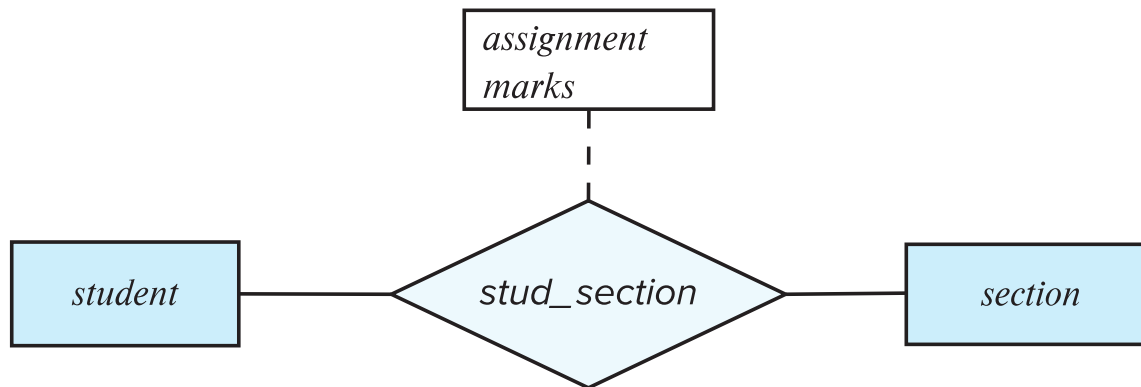 assignment
marks
student
stud_section
section